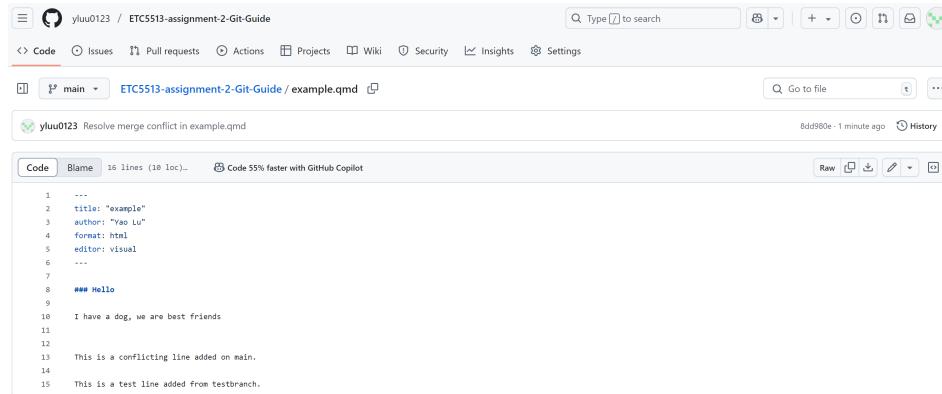 yluu0123 / ETC5513-assignment-2-Git-Guide
Type / to search
<> Code Issues Pull requests Actions Projects Wiki Security Insights Settings
main ETC5513-assignment-2-Git-Guide / example.qmd
Go to file t
yluu0123 Resolve merge conflict in example.qmd 8dd980e · 1 minute ago History
Code Blame 16 lines (10 loc)… Code 55% faster with GitHub Copilot Raw
1 ---
2 title: "example"
3 author: "Yao Lu"
4 format: html
5 editor: visual
6 ---
7
8 ### Hello
9
10 I have a dog, we are best friends
11
12
13 This is a conflicting line added on main.
14
15 This is a test line added from testbranch.